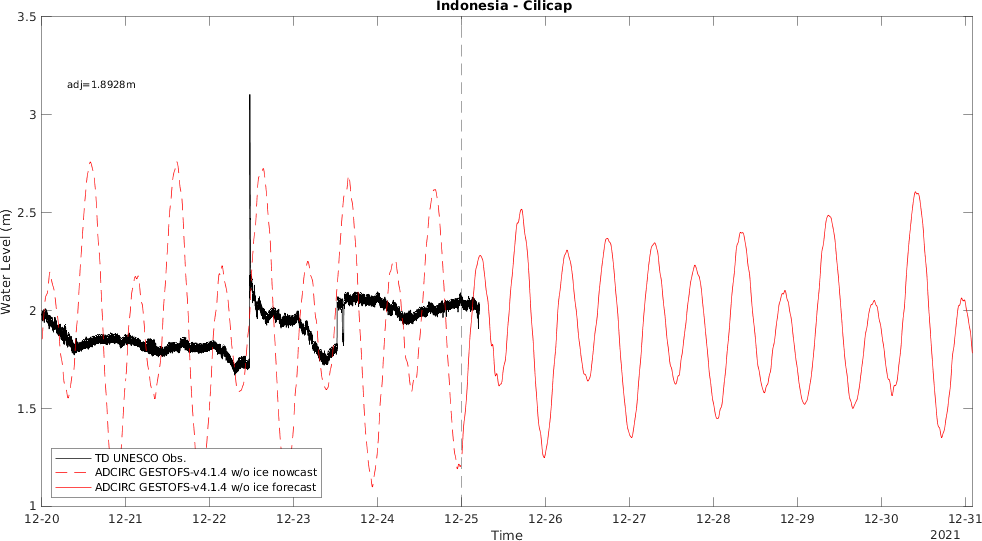 Indonesia - Cilicap
adj=1.8928m
3.5
3
2.5
2
1.5
1
Water Level (m)
TD UNESCO Obs.
ADCIRC GESTOFS-v4.1.4 w/o ice nowcast
ADCIRC GESTOFS-v4.1.4 w/o ice forecast
12-20 12-21 12-22 12-23 12-24 12-25 12-26 12-27 12-28 12-29 12-30 12-31
Time
2021